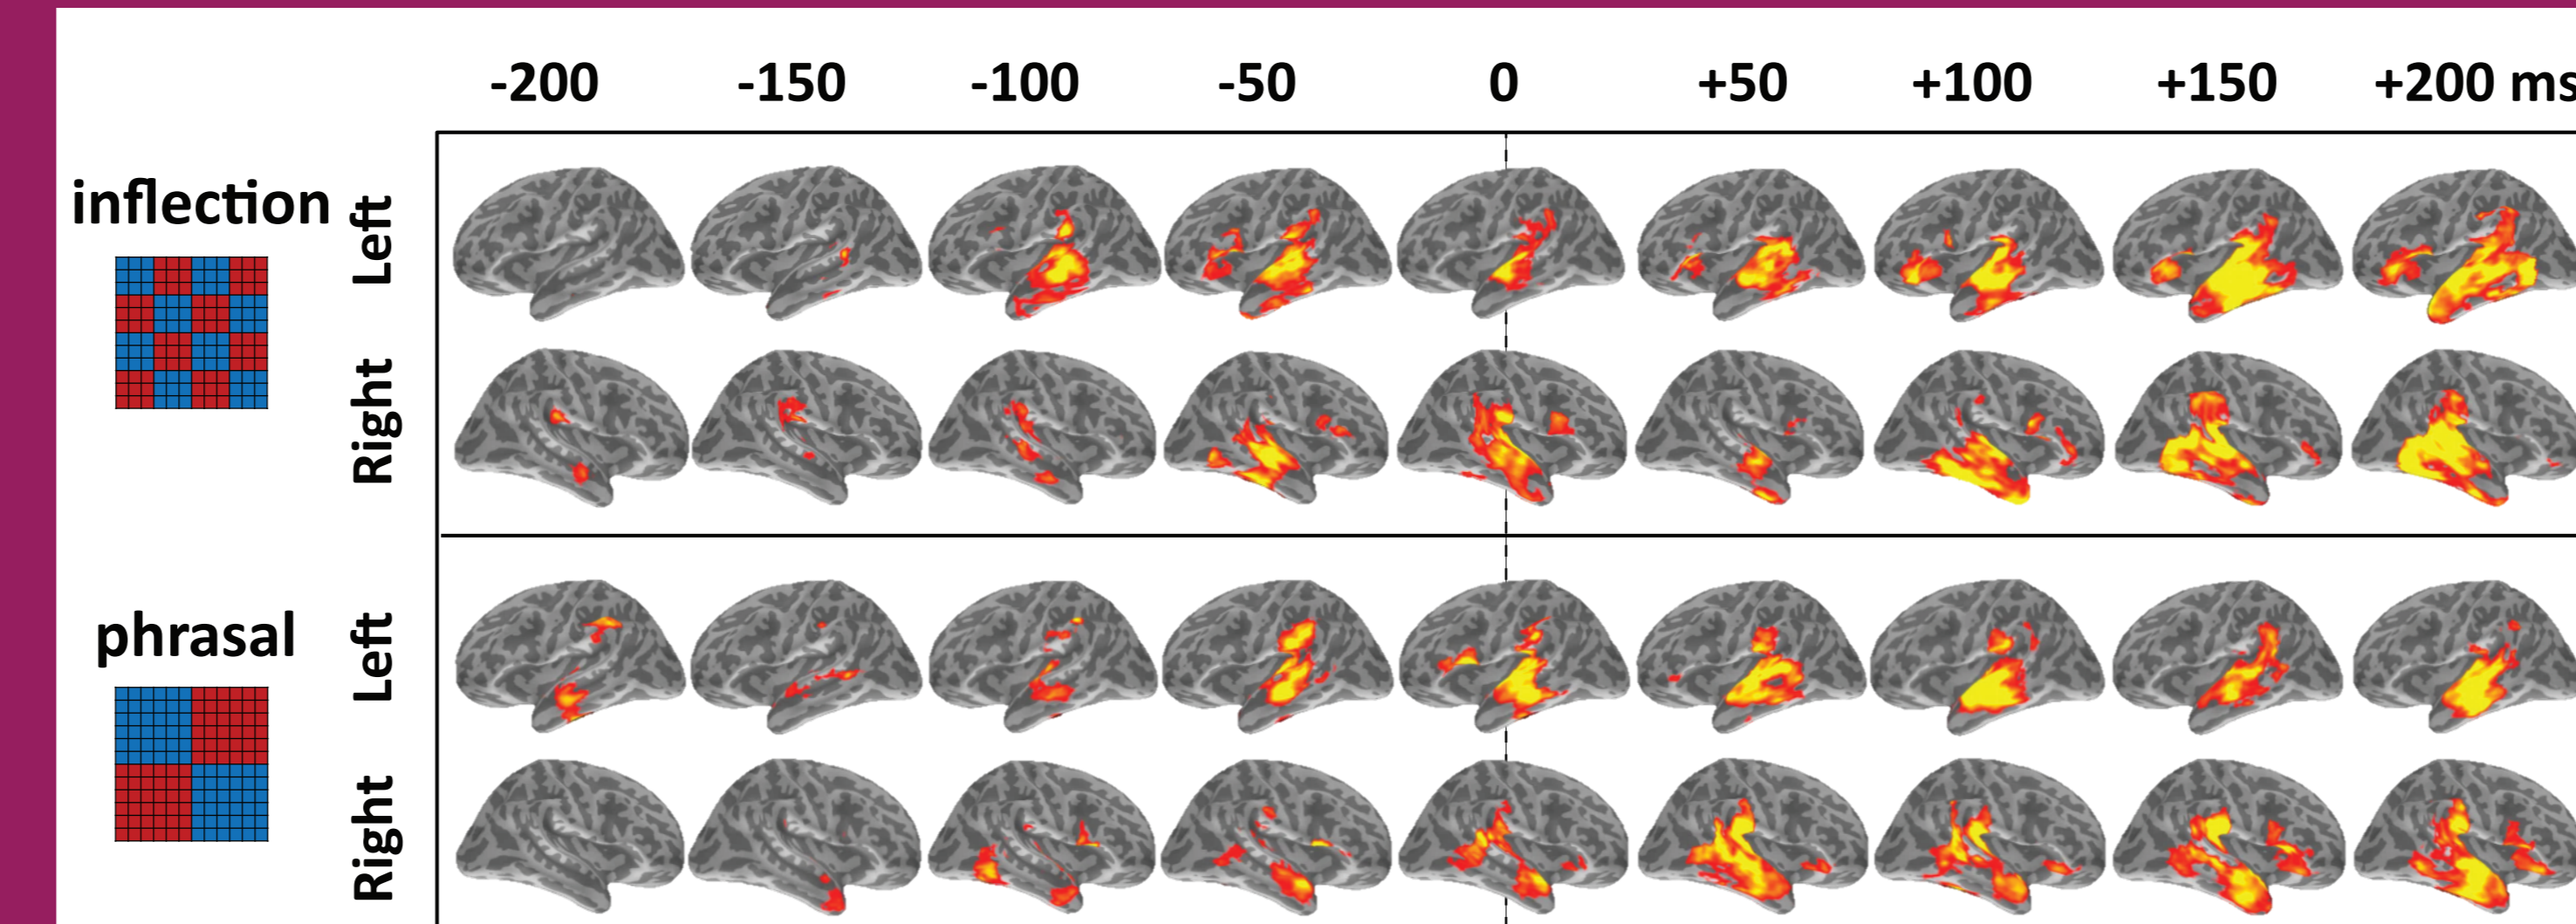 -200 -150 -100 -50 0 +50 +100 +150 +200 ms
inflection
Left
Right
phrasal
Left
Right